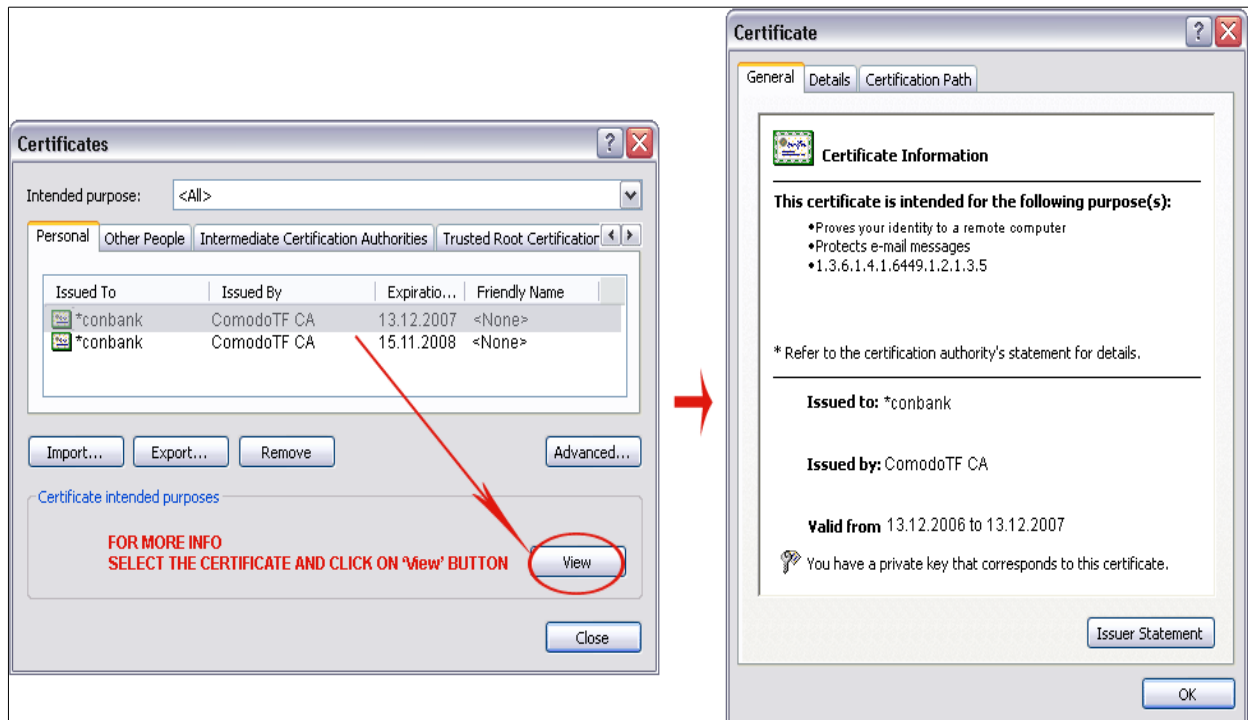 Certificates
Intended purpose: <All>
Personal Other People Intermediate Certification Authorities Trusted Root Certification
Issued To Issued By Expiratio... Friendly Name
*conbank ComodoTF CA 13.12.2007 <None>
*conbank ComodoTF CA 15.11.2008 <None>
Import... Export... Remove Advanced...
Certificate intended purposes
FOR MORE INFO
SELECT THE CERTIFICATE AND CLICK ON 'View' BUTTON View
Close
Certificate
General Details Certification Path
Certificate Information
This certificate is intended for the following purpose(s):
•Proves your identity to a remote computer
•Protects e-mail messages
•1.3.6.1.4.1.6449.1.2.1.3.5
* Refer to the certification authority's statement for details.
Issued to: *conbank
Issued by: ComodoTF CA
Valid from 13.12.2006 to 13.12.2007
You have a private key that corresponds to this certificate.
Issuer Statement
OK